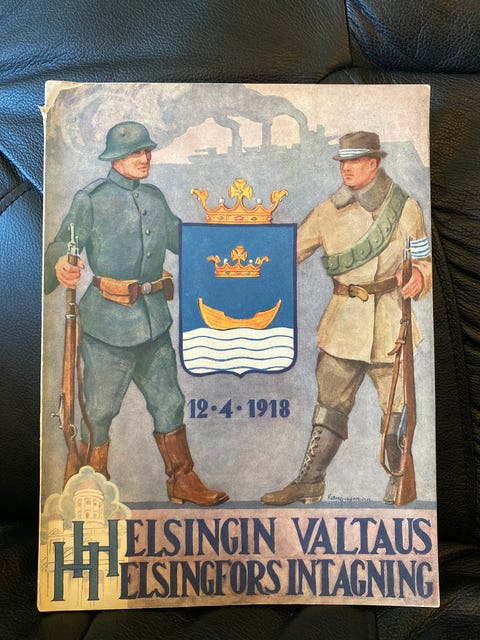 12·4·1918
HELSINGIN VALTAUS
HELSINGFORS INTAGNING